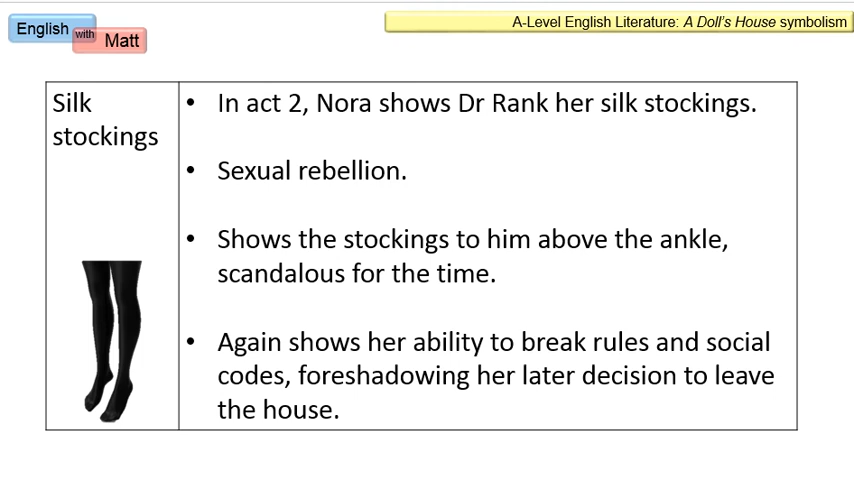 English
with
Matt
A-Level English Literature: A Doll's House symbolism
Silk
stockings
• In act 2, Nora shows Dr Rank her silk stockings.
• Sexual rebellion.
• Shows the stockings to him above the ankle,
scandalous for the time.
• Again shows her ability to break rules and social
codes, foreshadowing her later decision to leave
the house.